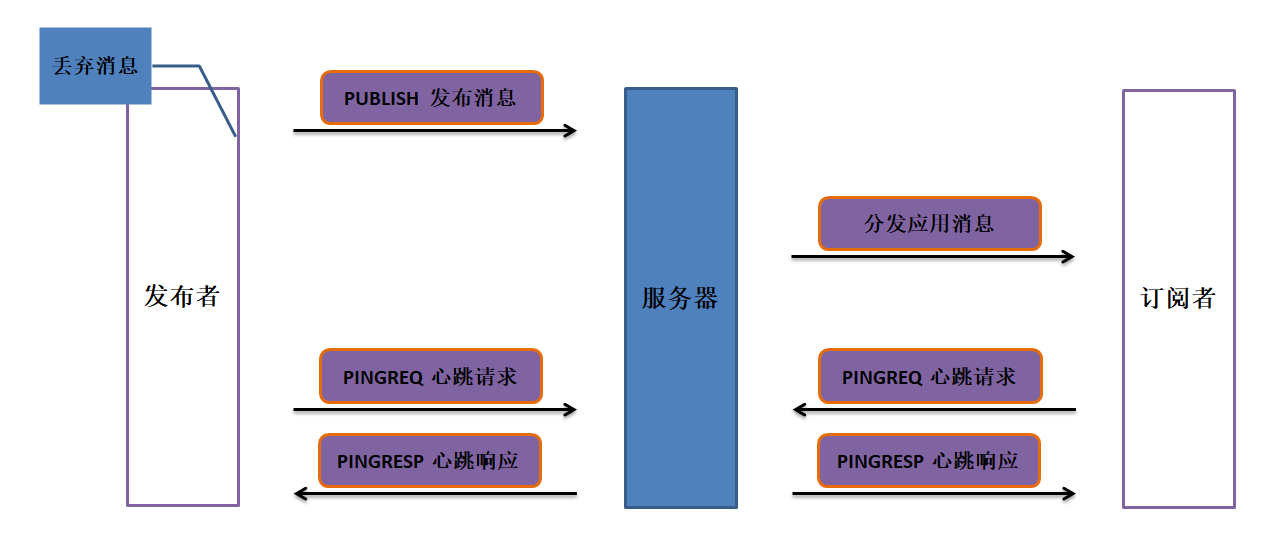 丢弃消息
PUBLISH 发布消息
分发应用消息
发布者
服务器
订阅者
PINGREQ 心跳请求
PINGREQ 心跳请求
PINGRESP 心跳响应
PINGRESP 心跳响应